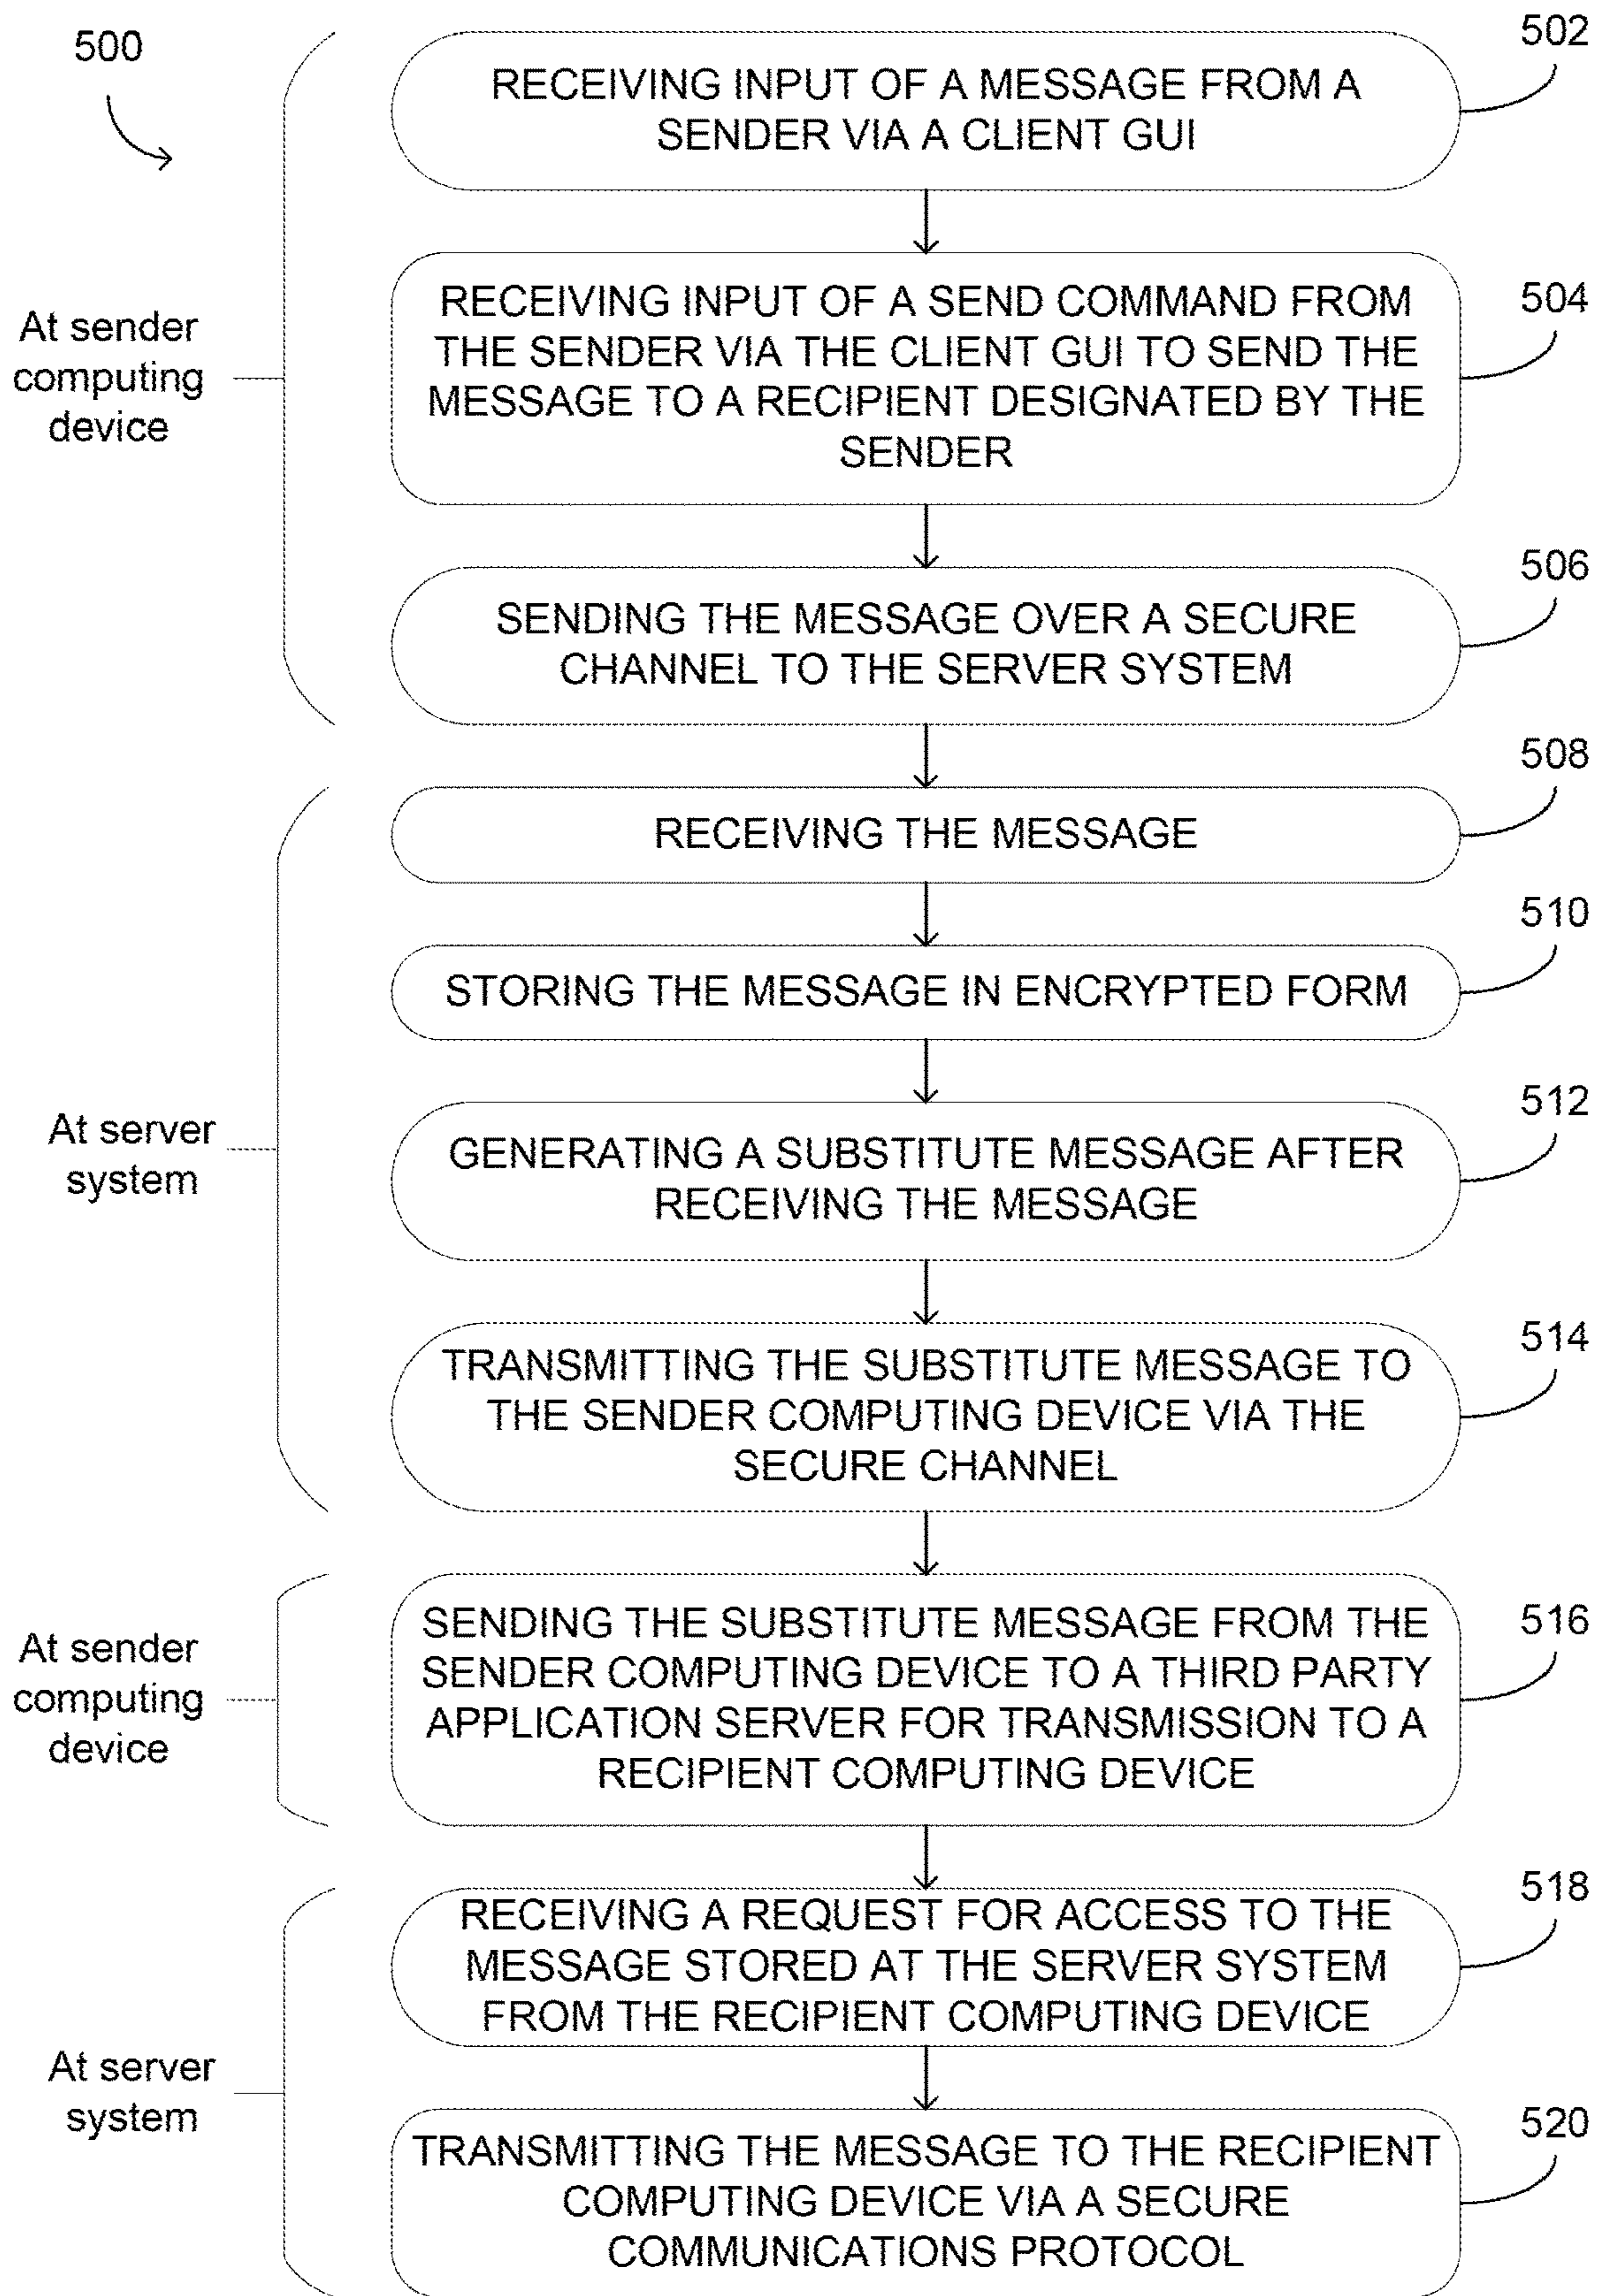 500
502
RECEIVING INPUT OF A MESSAGE FROM A
SENDER VIA A CLIENT GUI
504
RECEIVING INPUT OF A SEND COMMAND FROM
THE SENDER VIA THE CLIENT GUI TO SEND THE
MESSAGE TO A RECIPIENT DESIGNATED BY THE
SENDER
At sender
computing
device
506
SENDING THE MESSAGE OVER A SECURE
CHANNEL TO THE SERVER SYSTEM
508
RECEIVING THE MESSAGE
510
STORING THE MESSAGE IN ENCRYPTED FORM
At server
system
512
GENERATING A SUBSTITUTE MESSAGE AFTER
RECEIVING THE MESSAGE
514
TRANSMITTING THE SUBSTITUTE MESSAGE TO
THE SENDER COMPUTING DEVICE VIA THE
SECURE CHANNEL
At sender
computing
device
516
SENDING THE SUBSTITUTE MESSAGE FROM THE
SENDER COMPUTING DEVICE TO A THIRD PARTY
APPLICATION SERVER FOR TRANSMISSION TO A
RECIPIENT COMPUTING DEVICE
518
RECEIVING A REQUEST FOR ACCESS TO THE
MESSAGE STORED AT THE SERVER SYSTEM
FROM THE RECIPIENT COMPUTING DEVICE
At server
system
520
TRANSMITTING THE MESSAGE TO THE RECIPIENT
COMPUTING DEVICE VIA A SECURE
COMMUNICATIONS PROTOCOL